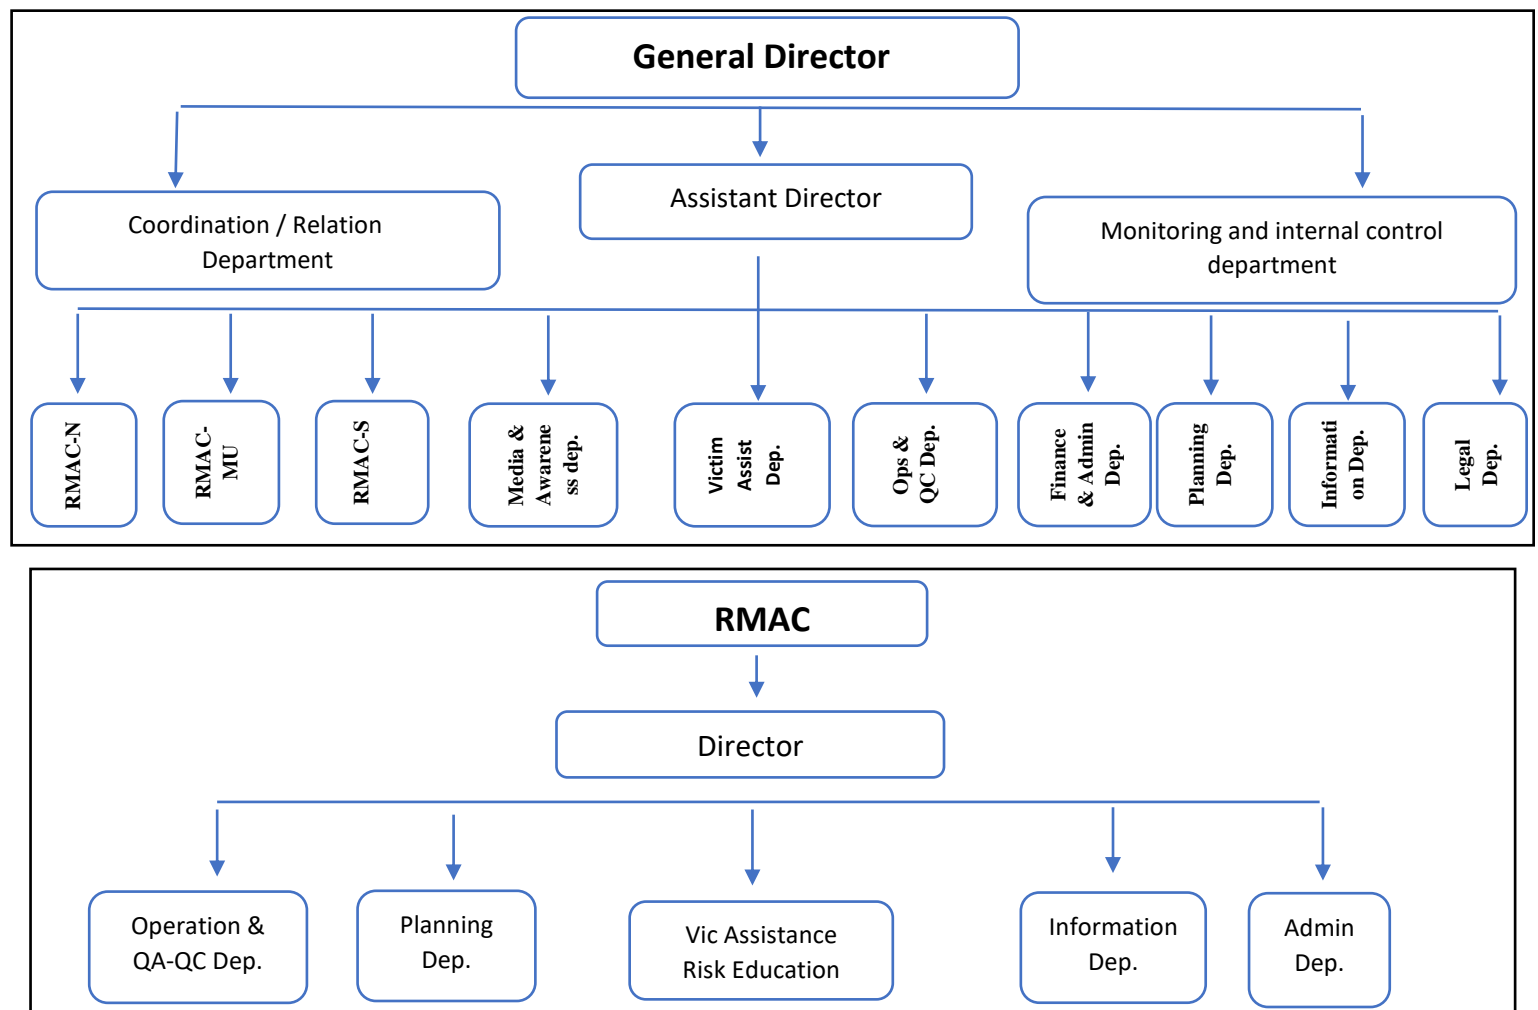 General Director
Coordination / Relation
Department
Assistant Director
Monitoring and internal control
department
RMAC-N
RMAC-
MU
RMAC-S
Media &
Awarene
ss dep.
Victim
Assist
Dep.
Ops &
QC Dep.
Finance
& Admin
Dep.
Planning
Dep.
Informati
on Dep.
Legal
Dep.
RMAC
Director
Operation &
QA-QC Dep.
Planning
Dep.
Vic Assistance
Risk Education
Information
Dep.
Admin
Dep.